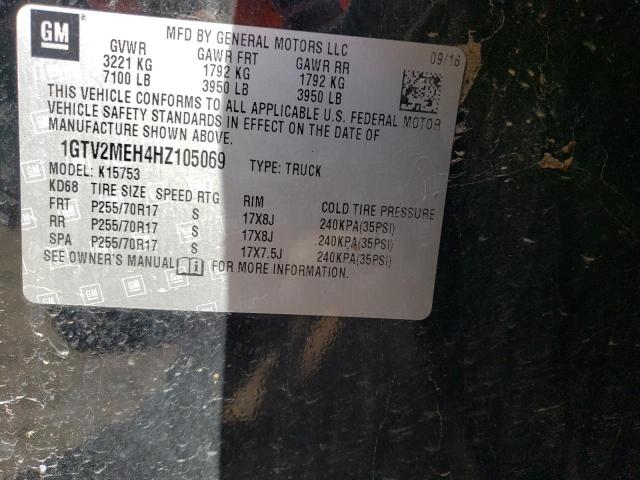 GM
MFD BY GENERAL MOTORS LLC
09/16
GVWR GAWR FRT GAWR RR
3221 KG 1792 KG 1792 KG
7100 LB 3950 LB 3950 LB
THIS VEHICLE CONFORMS TO ALL APPLICABLE U.S. FEDERAL MOTOR
VEHICLE SAFETY STANDARDS IN EFFECT ON THE DATE OF
MANUFACTURE SHOWN ABOVE.
1GTV2MEH4HZ105069 TYPE: TRUCK
MODEL: K15753
KD68 TIRE SIZE SPEED RTG RIM COLD TIRE PRESSURE
FRT P255/70R17 S 17X8J 240KPA(35PSI)
RR P255/70R17 S 17X8J 240KPA(35PSI)
SPA P255/70R17 S 17X7.5J 240KPA(35PSI)
SEE OWNER'S MANUAL FOR MORE INFORMATION.